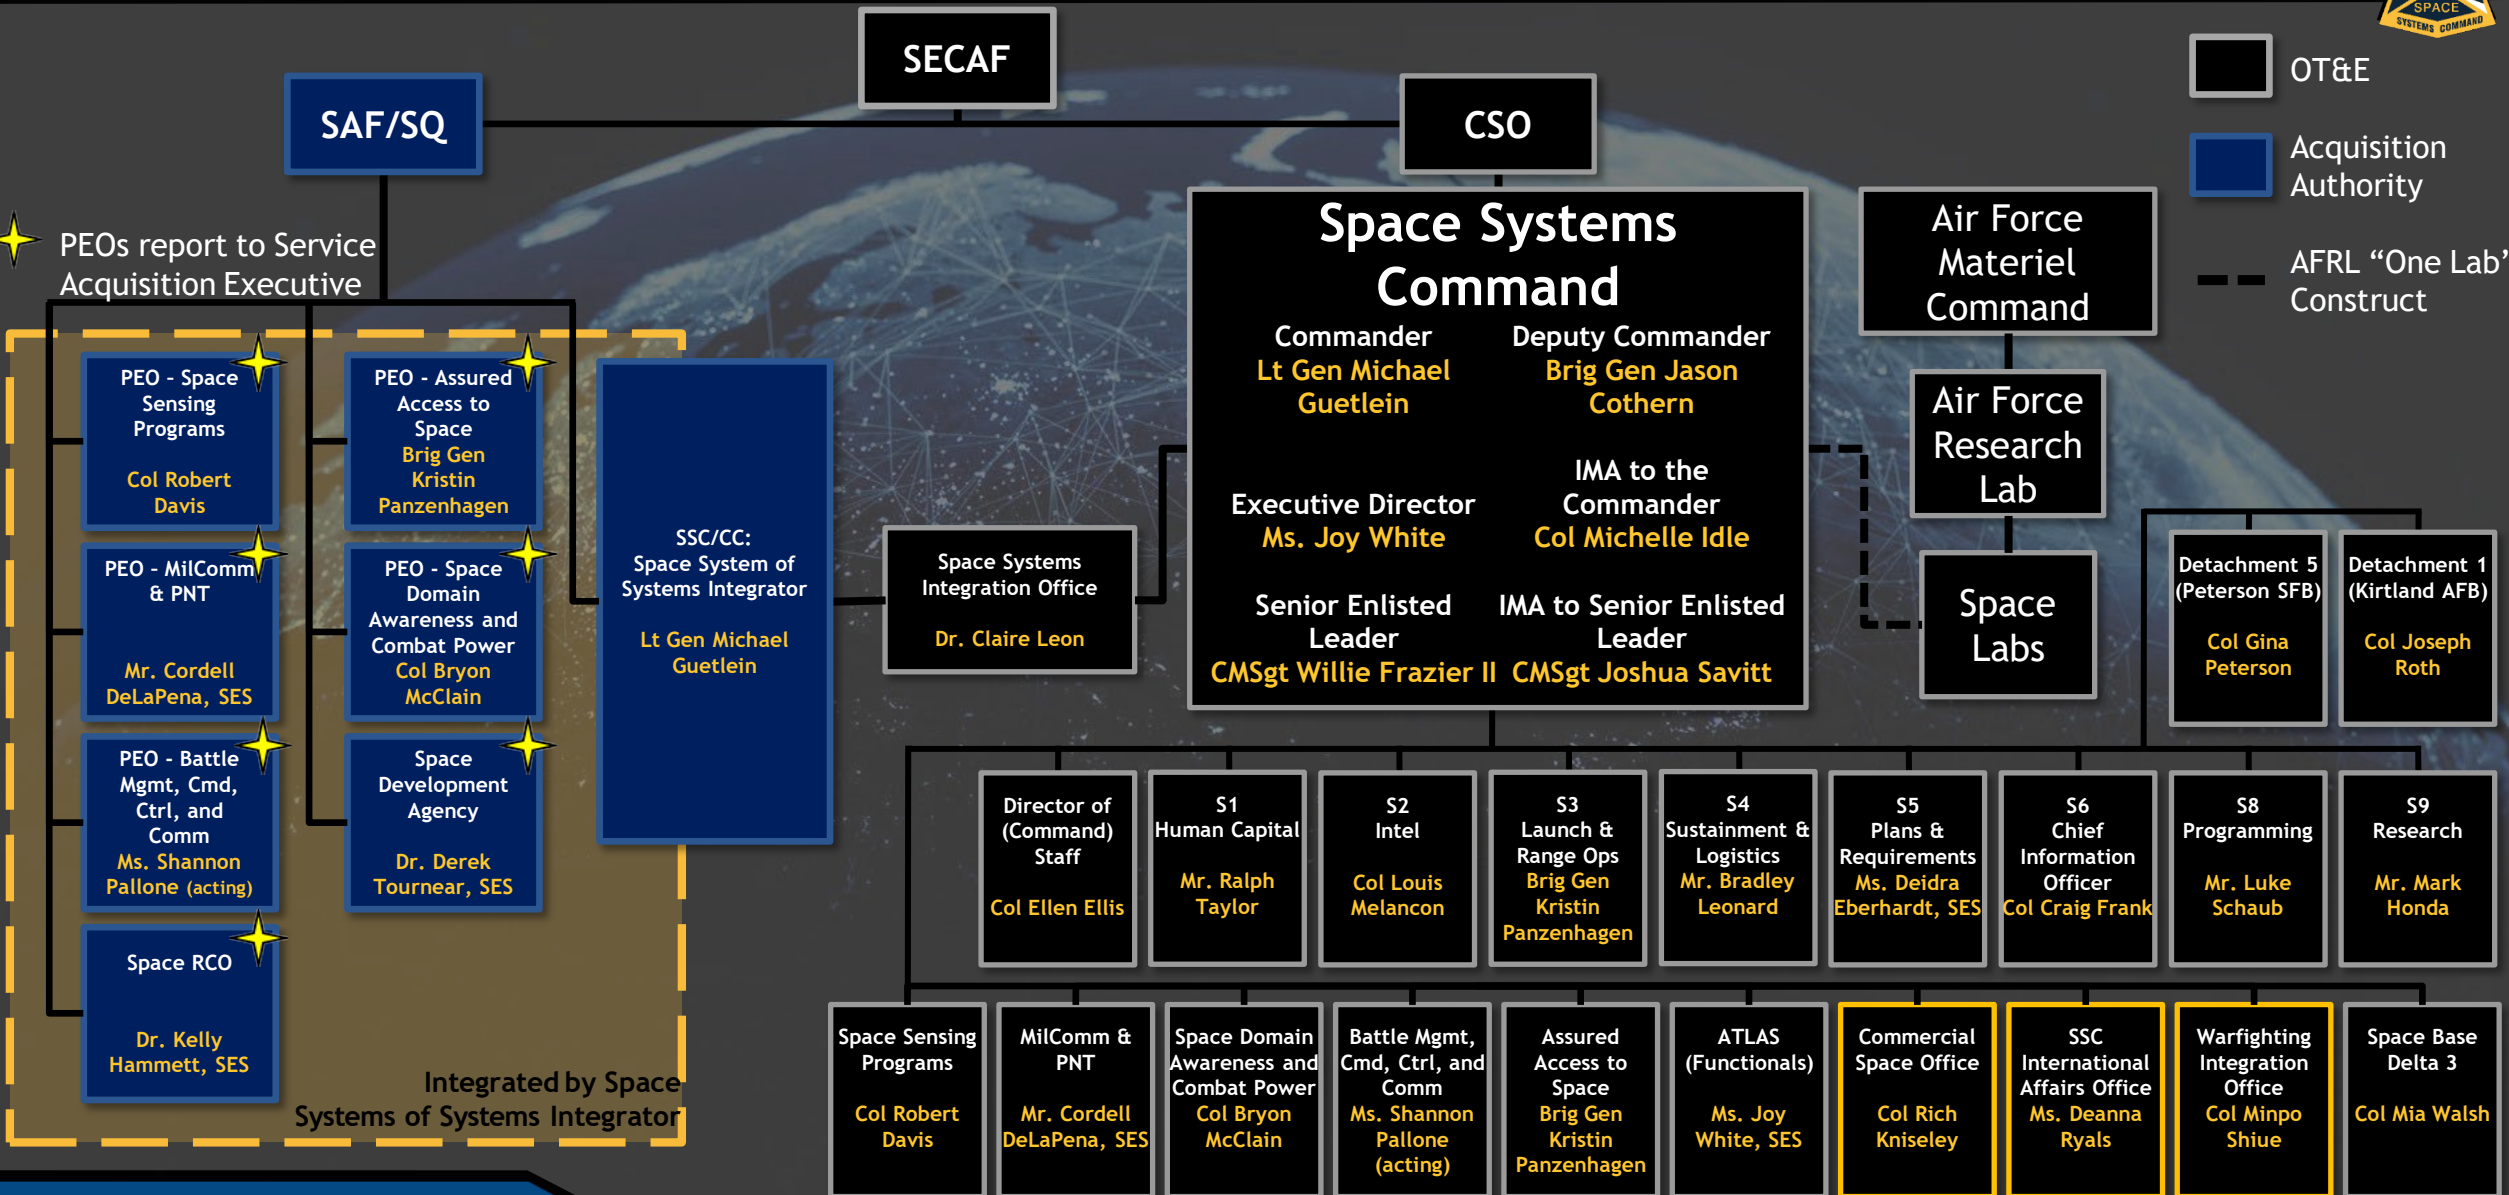 SPACE
SYSTEMS COMMAND
SECAF
SAF/SQ
CSO
OT&E
Acquisition
Authority
AFRL “One Lab”
Construct
PEOs report to Service
Acquisition Executive
Space Systems
Command
Commander
Lt Gen Michael
Guetlein
Deputy Commander
Brig Gen Jason
Cothern
Executive Director
Ms. Joy White
IMA to the
Commander
Col Michelle Idle
Senior Enlisted
Leader
CMSgt Willie Frazier II
IMA to Senior Enlisted
Leader
CMSgt Joshua Savitt
Air Force
Materiel
Command
Air Force
Research
Lab
Space
Labs
PEO - Space
Sensing
Programs
Col Robert
Davis
PEO - Assured
Access to
Space
Brig Gen
Kristin
Panzenhagen
PEO - MilComm
& PNT
Mr. Cordell
DeLaPena, SES
PEO - Space
Domain
Awareness and
Combat Power
Col Bryon
McClain
PEO - Battle
Mgmt, Cmd,
Ctrl, and
Comm
Ms. Shannon
Pallone (acting)
Space
Development
Agency
Dr. Derek
Tournear, SES
Space RCO
Dr. Kelly
Hammett, SES
Integrated by Space
Systems of Systems Integrator
SSC/CC:
Space System of
Systems Integrator
Lt Gen Michael
Guetlein
Space Systems
Integration Office
Dr. Claire Leon
Detachment 5
(Peterson SFB)
Col Gina
Peterson
Detachment 1
(Kirtland AFB)
Col Joseph
Roth
Director of
(Command)
Staff
Col Ellen Ellis
S1
Human Capital
Mr. Ralph
Taylor
S2
Intel
Col Louis
Melancon
S3
Launch &
Range Ops
Brig Gen
Kristin
Panzenhagen
S4
Sustainment &
Logistics
Mr. Bradley
Leonard
S5
Plans &
Requirements
Ms. Deidra
Eberhardt, SES
S6
Chief
Information
Officer
Col Craig Frank
S8
Programming
Mr. Luke
Schaub
S9
Research
Mr. Mark
Honda
Space Sensing
Programs
Col Robert
Davis
MilComm &
PNT
Mr. Cordell
DeLaPena, SES
Space Domain
Awareness and
Combat Power
Col Bryon
McClain
Battle Mgmt,
Cmd, Ctrl, and
Comm
Ms. Shannon
Pallone
(acting)
Assured
Access to
Space
Brig Gen
Kristin
Panzenhagen
ATLAS
(Functionals)
Ms. Joy
White, SES
Commercial
Space Office
Col Rich
Kniseley
SSC
International
Affairs Office
Ms. Deanna
Ryals
Warfighting
Integration
Office
Col Minpo
Shiue
Space Base
Delta 3
Col Mia Walsh